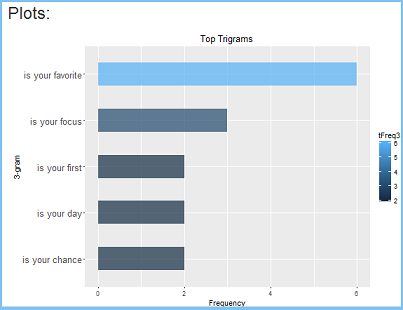 Plots:
Top Trigrams
is your favorite
is your focus
is your first
is your day
is your chance
3-gram
0 2 4 6
Frequency
tFreq3
6
5
4
3
2